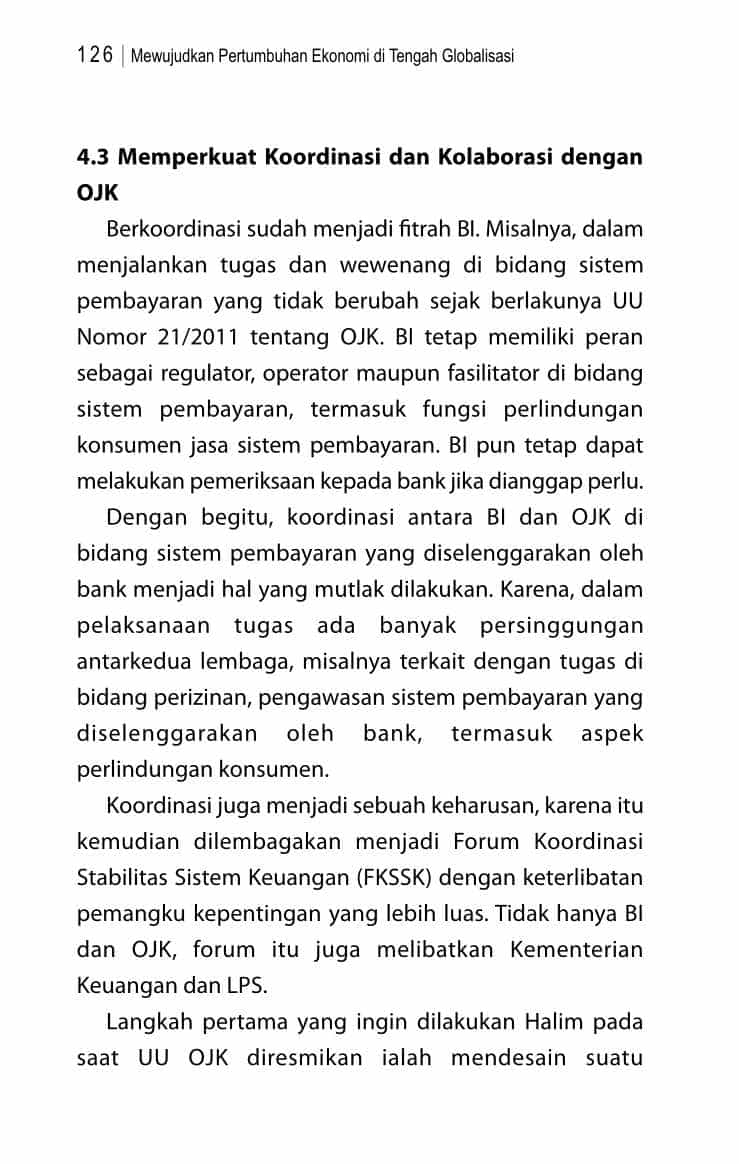 126 | Mewujudkan Pertumbuhan Ekonomi di Tengah Globalisasi
4.3 Memperkuat Koordinasi dan Kolaborasi dengan
OJK
Berkoordinasi sudah menjadi fitrah BI. Misalnya, dalam
menjalankan tugas dan wewenang di bidang sistem
pembayaran yang tidak berubah sejak berlakunya UU
Nomor 21/2011 tentang OJK. BI tetap memiliki peran
sebagai regulator, operator maupun fasilitator di bidang
sistem pembayaran, termasuk fungsi perlindungan
konsumen jasa sistem pembayaran. BI pun tetap dapat
melakukan pemeriksaan kepada bank jika dianggap perlu.
Dengan begitu, koordinasi antara BI dan OJK di
bidang sistem pembayaran yang diselenggarakan oleh
bank menjadi hal yang mutlak dilakukan. Karena, dalam
pelaksanaan tugas ada banyak persinggungan
antarkedua lembaga, misalnya terkait dengan tugas di
bidang perizinan, pengawasan sistem pembayaran yang
diselenggarakan oleh bank, termasuk aspek
perlindungan konsumen.
Koordinasi juga menjadi sebuah keharusan, karena itu
kemudian dilembagakan menjadi Forum Koordinasi
Stabilitas Sistem Keuangan (FKSSK) dengan keterlibatan
pemangku kepentingan yang lebih luas. Tidak hanya BI
dan OJK, forum itu juga melibatkan Kementerian
Keuangan dan LPS.
Langkah pertama yang ingin dilakukan Halim pada
saat UU OJK diresmikan ialah mendesain suatu